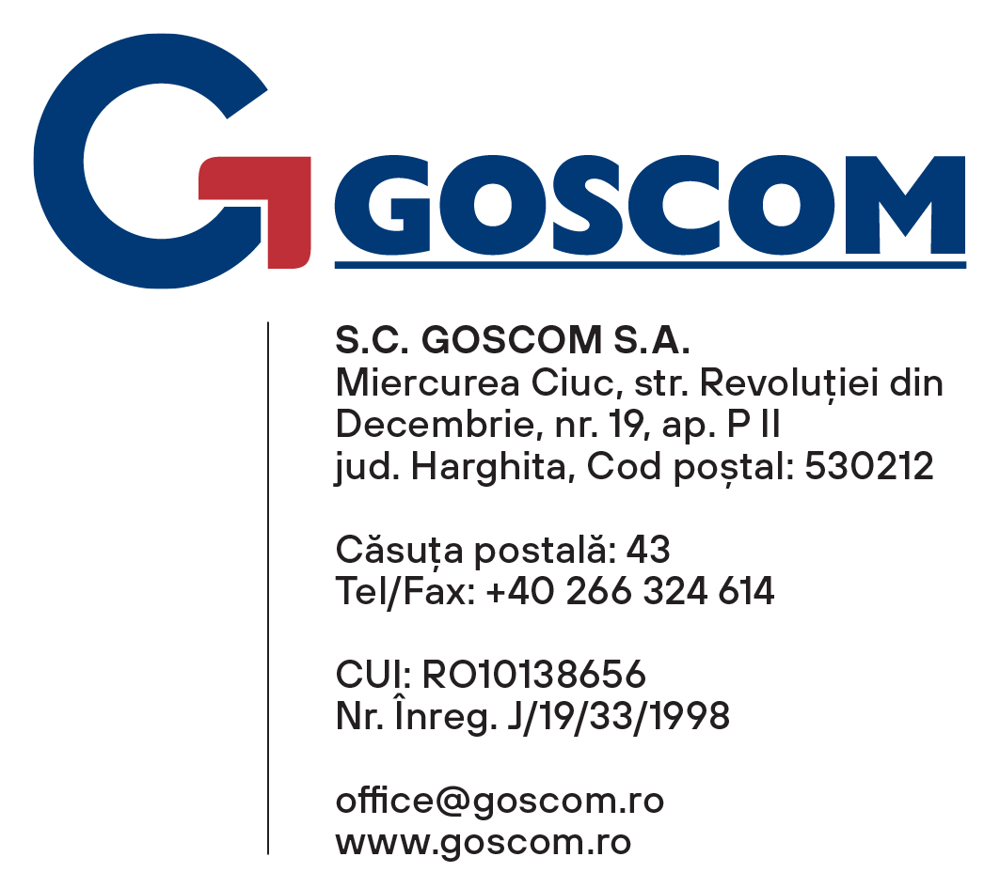 GOSCOM
S.C. GOSCOM S.A.
Miercurea Ciuc, str. Revoluției din
Decembrie, nr. 19, ap. P II
jud. Harghita, Cod poștal: 530212
Căsuța postală: 43
Tel/Fax: +40 266 324 614
CUI: RO10138656
Nr. Înreg. J/19/33/1998
office@goscom.ro
www.goscom.ro